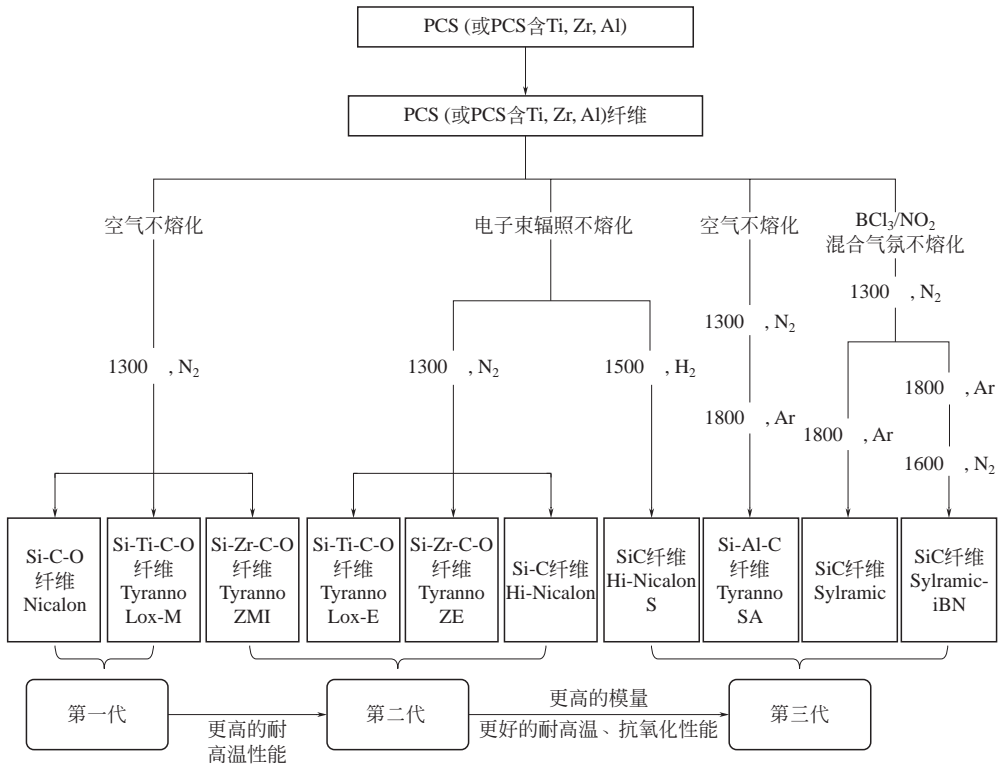 PCS (或PCS含Ti, Zr, Al)
PCS (或PCS含Ti, Zr, Al)纤维
空气不熔化
电子束辐照不熔化
空气不熔化
BCl₃/NO₂
混合气氛不熔化
1300 , N₂
1300 , N₂
1300 , N₂
1300 , N₂
1500 , H₂
1800 , Ar
1800 , Ar
1800 , Ar
1600 , N₂
Si-C-O
纤维
Nicalon
Si-Ti-C-O
纤维
Tyranno
Lox-M
Si-Zr-C-O
纤维
Tyranno
ZMI
Si-Ti-C-O
纤维
Tyranno
Lox-E
Si-Zr-C-O
纤维
Tyranno
ZE
Si-C纤维
Hi-Nicalon
SiC纤维
Hi-Nicalon
S
Si-Al-C
纤维
Tyranno
SA
SiC纤维
Sylramic
SiC纤维
Sylramic-
iBN
第一代
更高的耐
高温性能
第二代
更高的模量
更好的耐高温、抗氧化性能
第三代